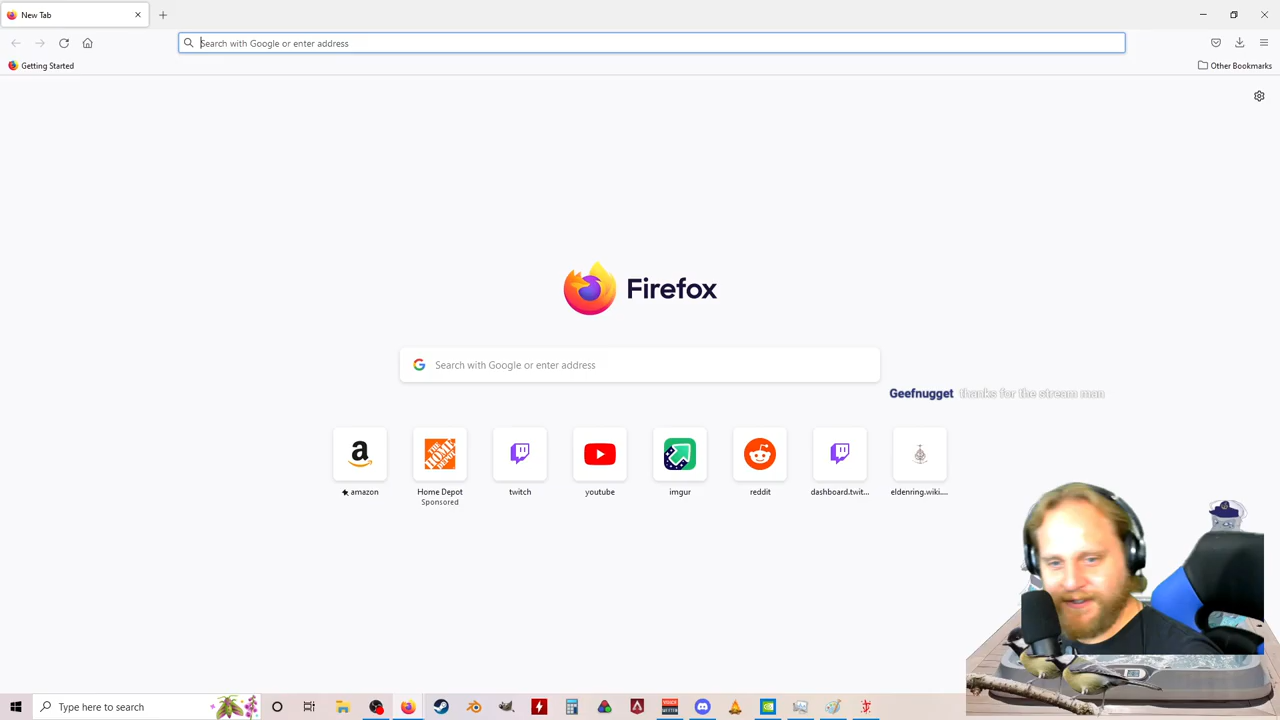 New Tab
Search with Google or enter address
Getting Started
Other Bookmarks
Firefox
Search with Google or enter address
Geefnugget thanks for the stream man
amazon
Home Depot
Sponsored
twitch
youtube
imgur
reddit
dashboard.twit...
eldenring.wiki....
Type here to search